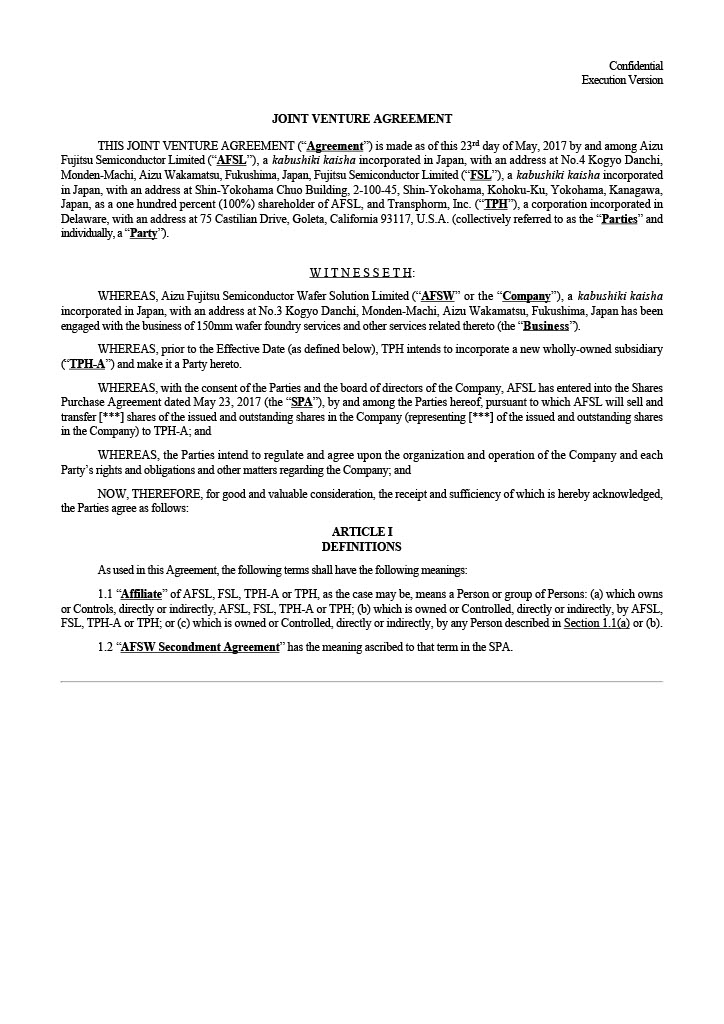 Confidential
Execution Version
JOINT VENTURE AGREEMENT
THIS JOINT VENTURE AGREEMENT (“Agreement”) is made as of this 23rd day of May, 2017 by and among Aizu
Fujitsu Semiconductor Limited (“AFSL”), a kabushiki kaisha incorporated in Japan, with an address at No.4 Kogyo Danchi,
Monden-Machi, Aizu Wakamatsu, Fukushima, Japan, Fujitsu Semiconductor Limited (“FSL”), a kabushiki kaisha incorporated
in Japan, with an address at Shin-Yokohama Chuo Building, 2-100-45, Shin-Yokohama, Kohoku-Ku, Yokohama, Kanagawa,
Japan, as a one hundred percent (100%) shareholder of AFSL, and Transphorm, Inc. (“TPH”), a corporation incorporated in
Delaware, with an address at 75 Castilian Drive, Goleta, California 93117, U.S.A. (collectively referred to as the “Parties” and
individually, a “Party”).
W I T N E S S E T H:
WHEREAS, Aizu Fujitsu Semiconductor Wafer Solution Limited (“AFSW” or the “Company”), a kabushiki kaisha
incorporated in Japan, with an address at No.3 Kogyo Danchi, Monden-Machi, Aizu Wakamatsu, Fukushima, Japan has been
engaged with the business of 150mm wafer foundry services and other services related thereto (the “Business”).
WHEREAS, prior to the Effective Date (as defined below), TPH intends to incorporate a new wholly-owned subsidiary
(“TPH-A”) and make it a Party hereto.
WHEREAS, with the consent of the Parties and the board of directors of the Company, AFSL has entered into the Shares
Purchase Agreement dated May 23, 2017 (the “SPA”), by and among the Parties hereof, pursuant to which AFSL will sell and
transfer [***] shares of the issued and outstanding shares in the Company (representing [***] of the issued and outstanding shares
in the Company) to TPH-A; and
WHEREAS, the Parties intend to regulate and agree upon the organization and operation of the Company and each
Party’s rights and obligations and other matters regarding the Company; and
NOW, THEREFORE, for good and valuable consideration, the receipt and sufficiency of which is hereby acknowledged,
the Parties agree as follows:
ARTICLE I
DEFINITIONS
As used in this Agreement, the following terms shall have the following meanings:
1.1 “Affiliate” of AFSL, FSL, TPH-A or TPH, as the case may be, means a Person or group of Persons: (a) which owns
or Controls, directly or indirectly, AFSL, FSL, TPH-A or TPH; (b) which is owned or Controlled, directly or indirectly, by AFSL,
FSL, TPH-A or TPH; or (c) which is owned or Controlled, directly or indirectly, by any Person described in Section 1.1(a) or (b).
1.2 “AFSW Secondment Agreement” has the meaning ascribed to that term in the SPA.